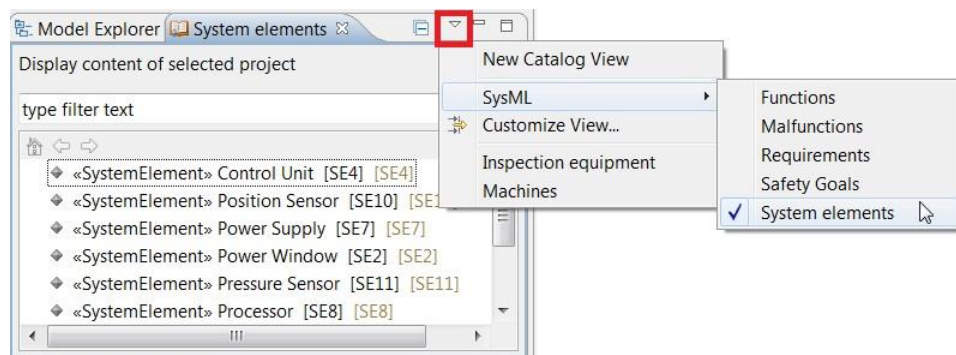 Model Explorer System elements
Display content of selected project
type filter text
«SystemElement» Control Unit [SE4] [SE4]
«SystemElement» Position Sensor [SE10]
«SystemElement» Power Supply [SE7] [SE7]
«SystemElement» Power Window [SE2] [SE2]
«SystemElement» Pressure Sensor [SE11] [SE11]
«SystemElement» Processor [SE8] [SE8]
New Catalog View
SysML
Customize View...
Inspection equipment
Machines
Functions
Malfunctions
Requirements
Safety Goals
System elements